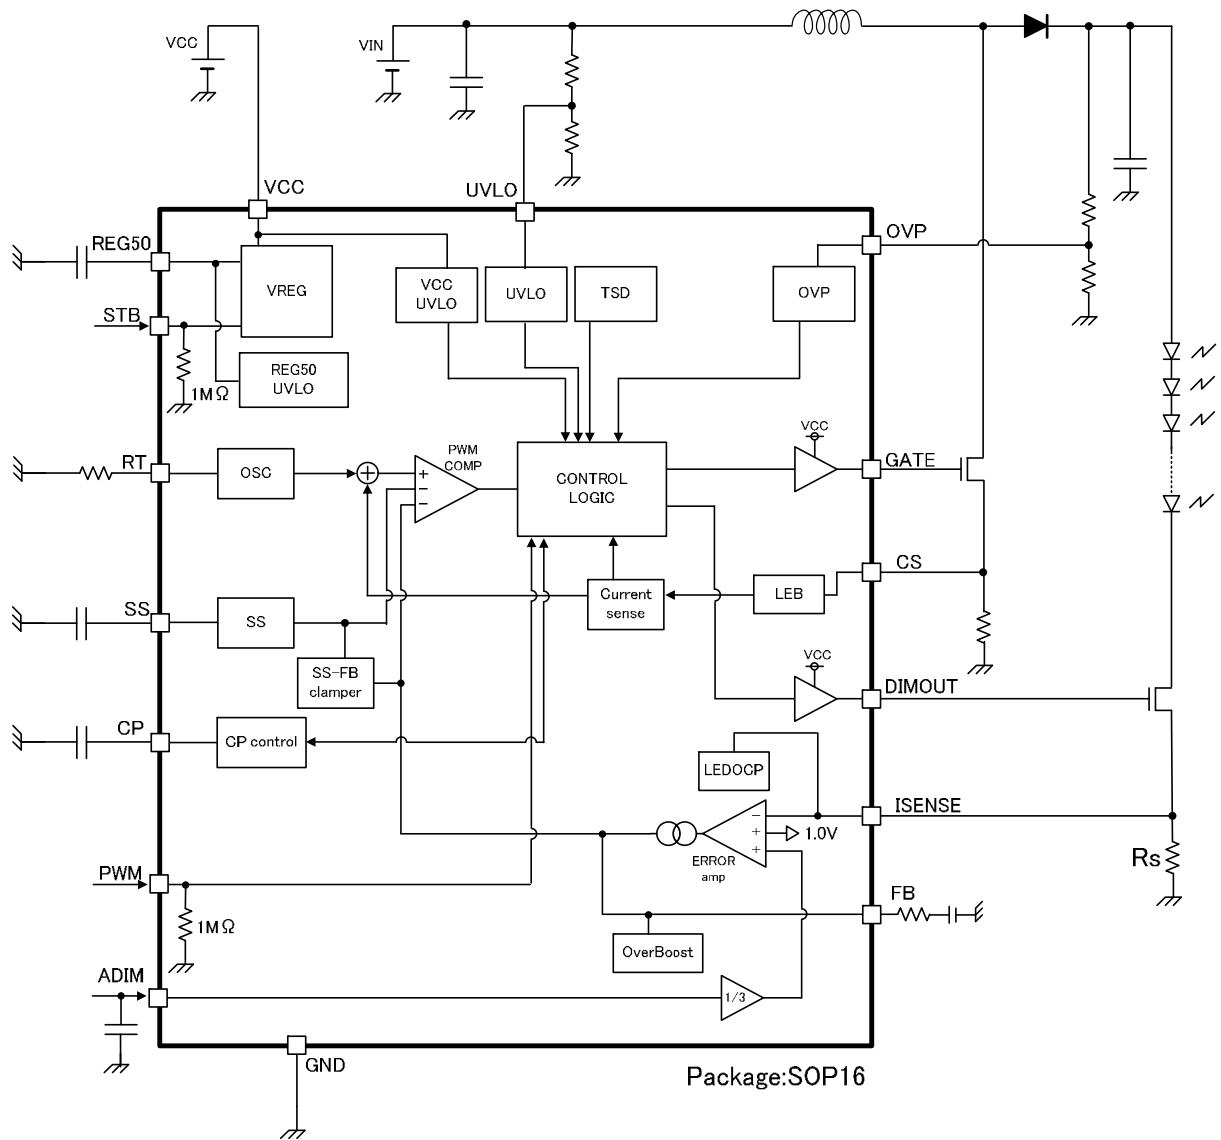 VCC
VIN
VCC
UVLO
REG50
OVP
VREG
VCC
UVLO
UVLO
TSD
OVP
STB
REG50
UVLO
1MΩ
VCC
PWM
COMP
RT
OSC
+
−
−
CONTROL
LOGIC
GATE
CS
SS
SS
Current
sense
LEB
SS-FB
clamper
VCC
DIMOUT
CP
CP control
LEDOCP
ISENSE
−
+
+
1.0V
ERROR
amp
Rs
PWM
FB
1MΩ
OverBoost
ADIM
1/3
GND
Package:SOP16